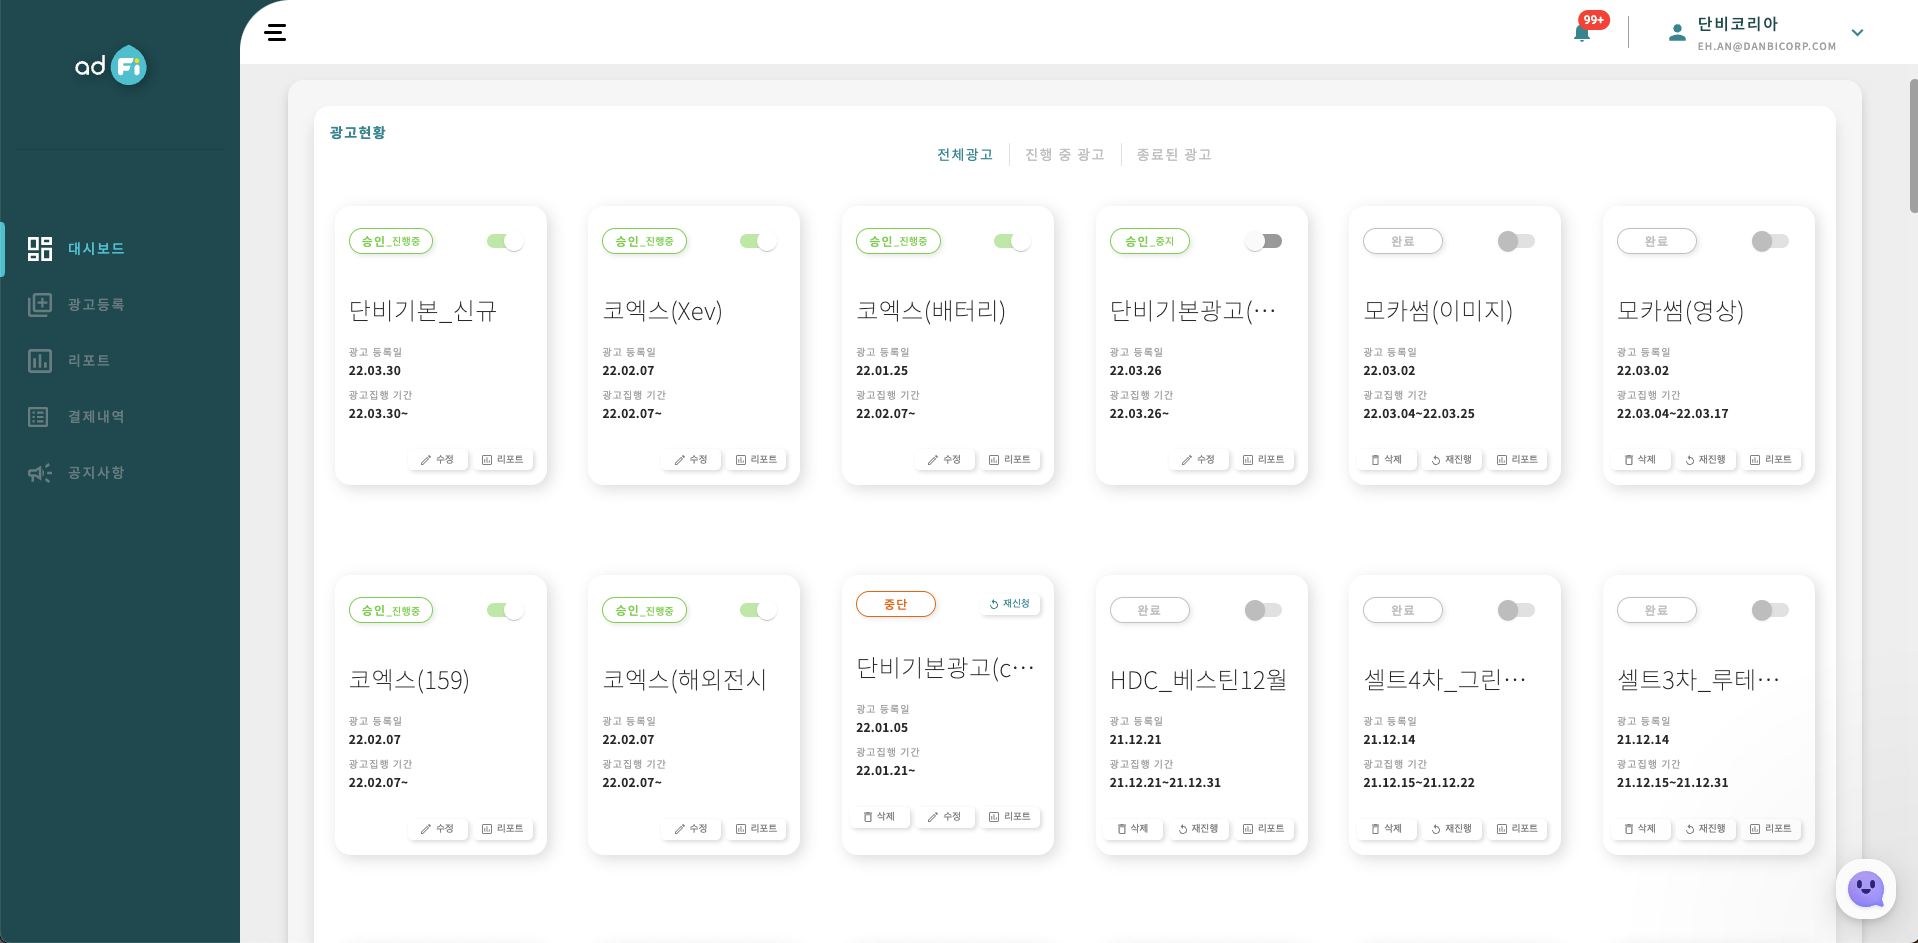 ad Fi
대시보드
광고등록
리포트
결제내역
공지사항
99+
단비코리아
EH.AN@DANBICORP.COM
광고현황
전체광고
진행 중 광고
종료된 광고
승인_진행중
단비기본_신규
광고 등록일
22.03.30
광고집행 기간
22.03.30~
수정
리포트
승인_진행중
코엑스(Xev)
광고 등록일
22.02.07
광고집행 기간
22.02.07~
수정
리포트
승인_진행중
코엑스(배터리)
광고 등록일
22.01.25
광고집행 기간
22.02.07~
수정
리포트
승인_중지
단비기본광고(…
광고 등록일
22.03.26
광고집행 기간
22.03.26~
수정
리포트
완료
모카썸(이미지)
광고 등록일
22.03.02
광고집행 기간
22.03.04~22.03.25
삭제
재진행
리포트
완료
모카썸(영상)
광고 등록일
22.03.02
광고집행 기간
22.03.04~22.03.17
삭제
재진행
리포트
승인_진행중
코엑스(159)
광고 등록일
22.02.07
광고집행 기간
22.02.07~
수정
리포트
승인_진행중
코엑스(해외전시
광고 등록일
22.02.07
광고집행 기간
22.02.07~
수정
리포트
중단
재신청
단비기본광고(c…
광고 등록일
22.01.05
광고집행 기간
22.01.21~
삭제
수정
리포트
완료
HDC_베스틴12월
광고 등록일
21.12.21
광고집행 기간
21.12.21~21.12.31
삭제
재진행
리포트
완료
셀트4차_그린…
광고 등록일
21.12.14
광고집행 기간
21.12.15~21.12.22
삭제
재진행
리포트
완료
셀트3차_루테…
광고 등록일
21.12.14
광고집행 기간
21.12.15~21.12.31
삭제
재진행
리포트